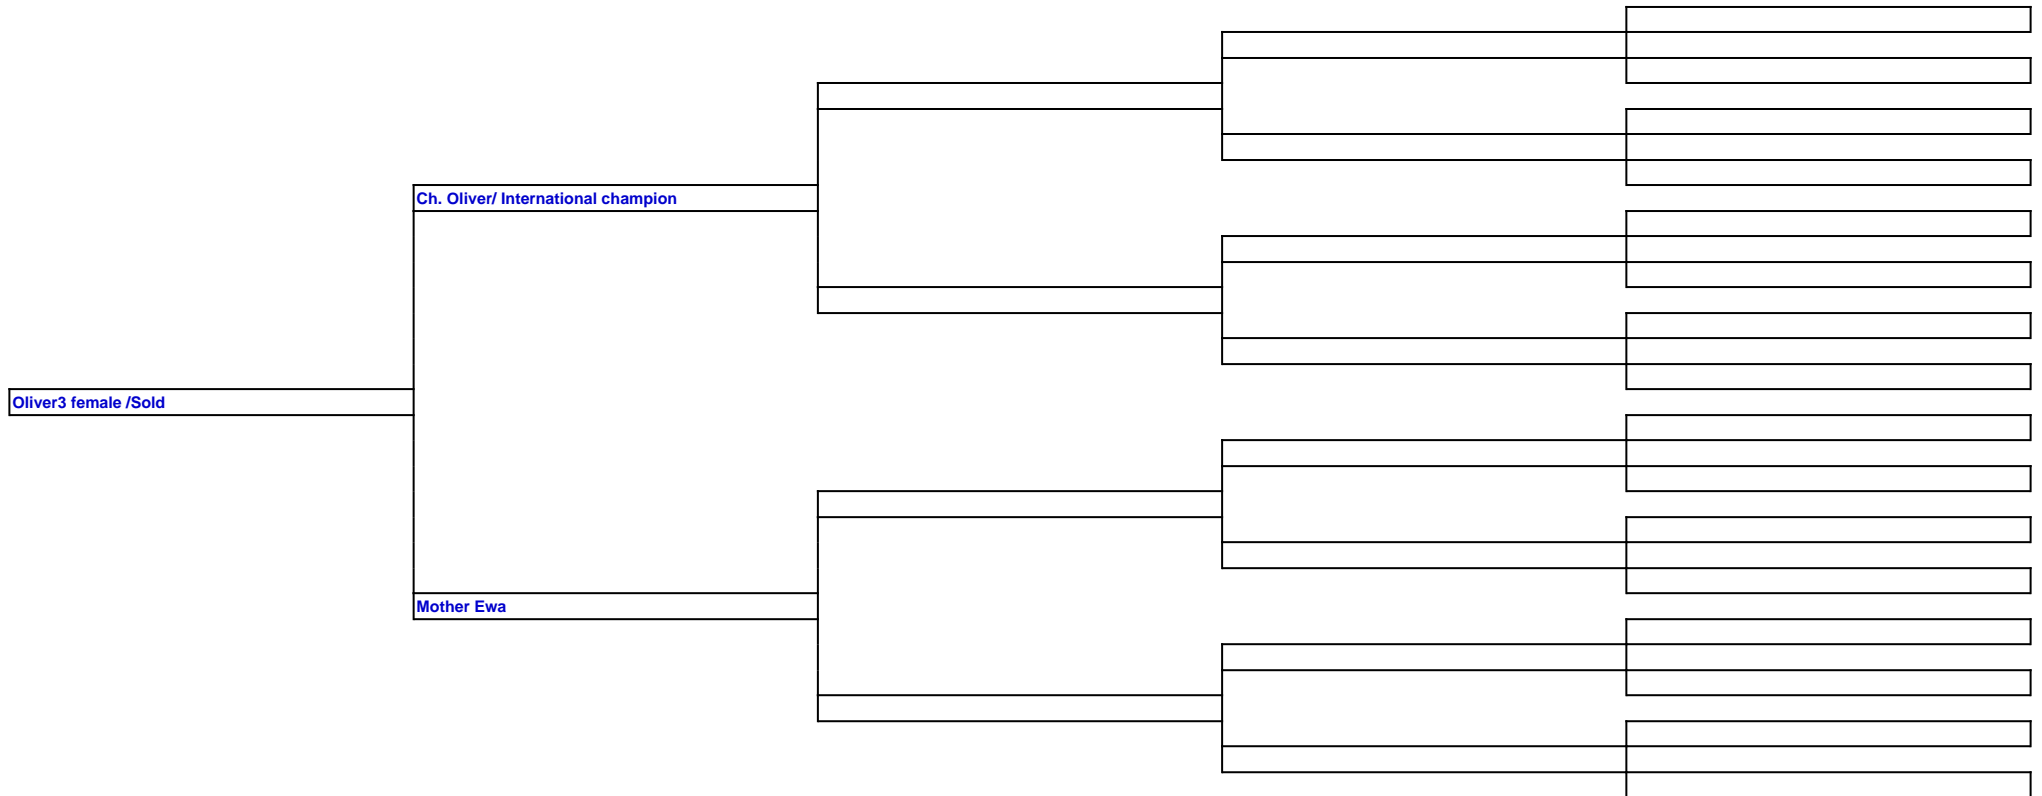 Ch. Oliver/ International champion
Oliver3 female /Sold
Mother Ewa